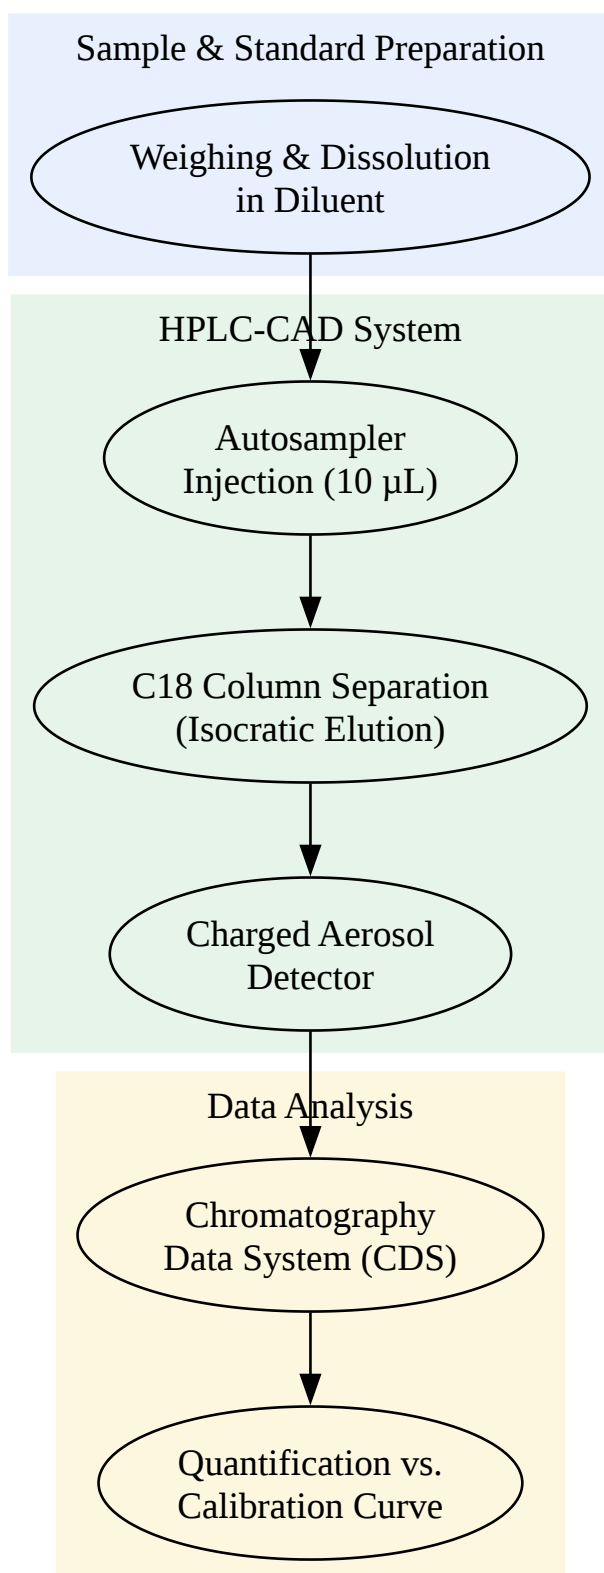 Sample & Standard Preparation
Weighing & Dissolution
in Diluent
HPLC-CAD System
Autosampler
Injection (10 µL)
C18 Column Separation
(Isocratic Elution)
Charged Aerosol
Detector
Data Analysis
Chromatography
Data System (CDS)
Quantification vs.
Calibration Curve